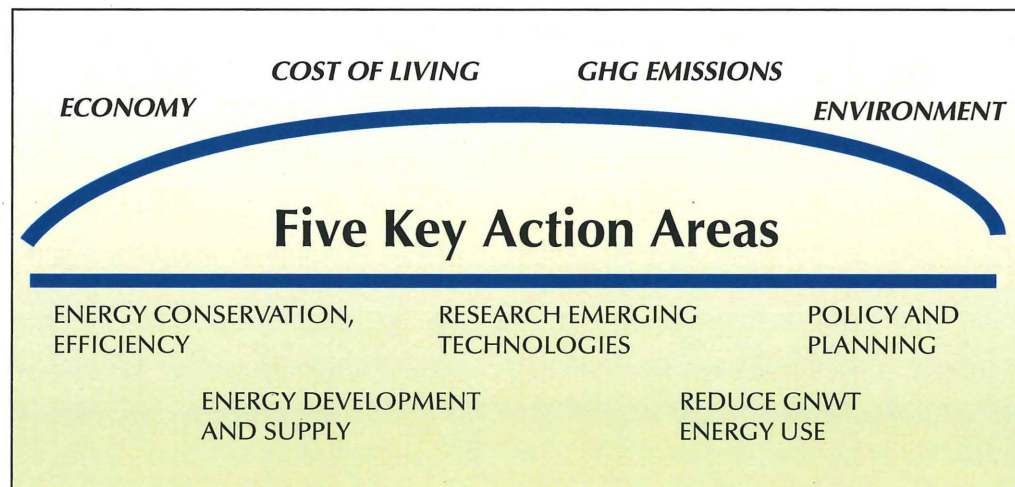 COST OF LIVING
GHG EMISSIONS
ECONOMY
ENVIRONMENT
Five Key Action Areas
ENERGY CONSERVATION,
EFFICIENCY
RESEARCH EMERGING
TECHNOLOGIES
POLICY AND
PLANNING
ENERGY DEVELOPMENT
AND SUPPLY
REDUCE GNWT
ENERGY USE